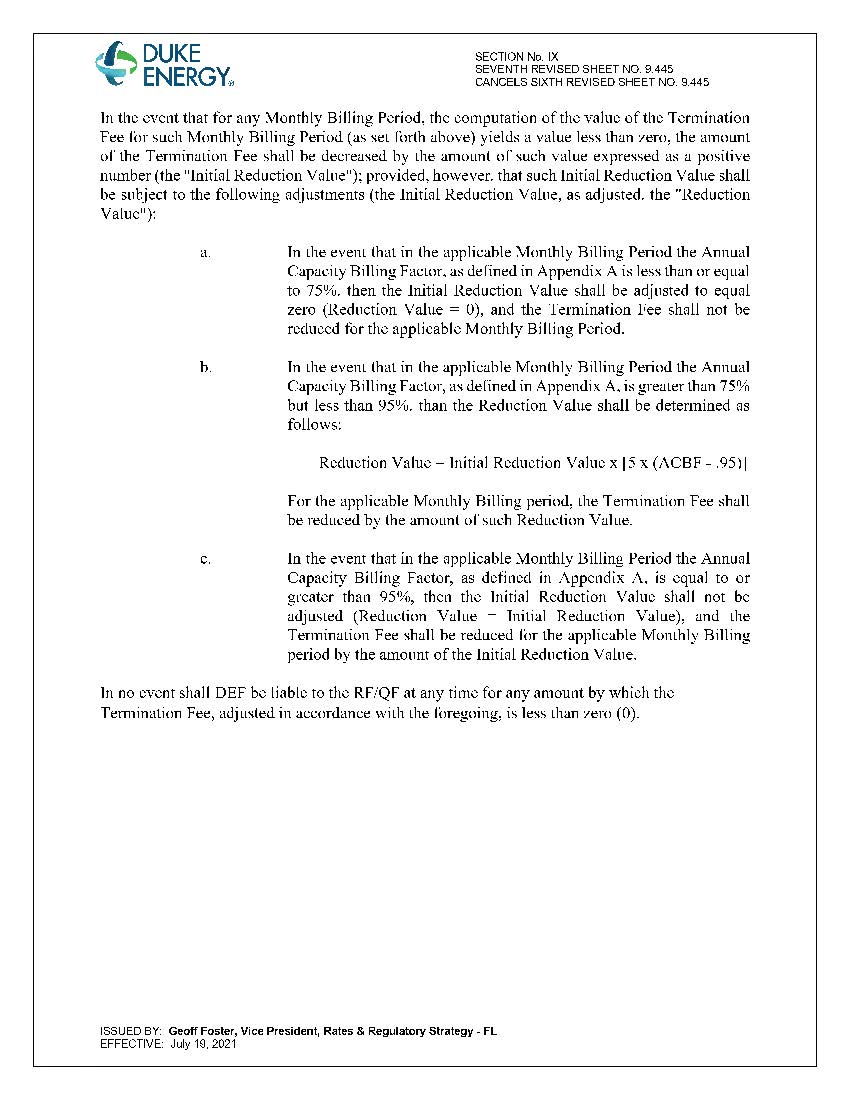 DUKE
ENERGY®
SECTION No. IX
SEVENTH REVISED SHEET NO. 9.445
CANCELS SIXTH REVISED SHEET NO. 9.445
In the event that for any Monthly Billing Period, the computation of the value of the Termination
Fee for such Monthly Billing Period (as set forth above) yields a value less than zero, the amount
of the Termination Fee shall be decreased by the amount of such value expressed as a positive
number (the "Initial Reduction Value"); provided, however, that such Initial Reduction Value shall
be subject to the following adjustments (the Initial Reduction Value, as adjusted, the "Reduction
Value"):
a. In the event that in the applicable Monthly Billing Period the Annual
Capacity Billing Factor, as defined in Appendix A is less than or equal
to 75%, then the Initial Reduction Value shall be adjusted to equal
zero (Reduction Value = 0), and the Termination Fee shall not be
reduced for the applicable Monthly Billing Period.
b. In the event that in the applicable Monthly Billing Period the Annual
Capacity Billing Factor, as defined in Appendix A, is greater than 75%
but less than 95%, than the Reduction Value shall be determined as
follows:
Reduction Value = Initial Reduction Value x [5 x (ACBF - .95)]
For the applicable Monthly Billing period, the Termination Fee shall
be reduced by the amount of such Reduction Value.
c. In the event that in the applicable Monthly Billing Period the Annual
Capacity Billing Factor, as defined in Appendix A, is equal to or
greater than 95%, then the Initial Reduction Value shall not be
adjusted (Reduction Value = Initial Reduction Value), and the
Termination Fee shall be reduced for the applicable Monthly Billing
period by the amount of the Initial Reduction Value.
In no event shall DEF be liable to the RF/QF at any time for any amount by which the
Termination Fee, adjusted in accordance with the foregoing, is less than zero (0).
ISSUED BY: Geoff Foster, Vice President, Rates & Regulatory Strategy - FL
EFFECTIVE: July 19, 2021